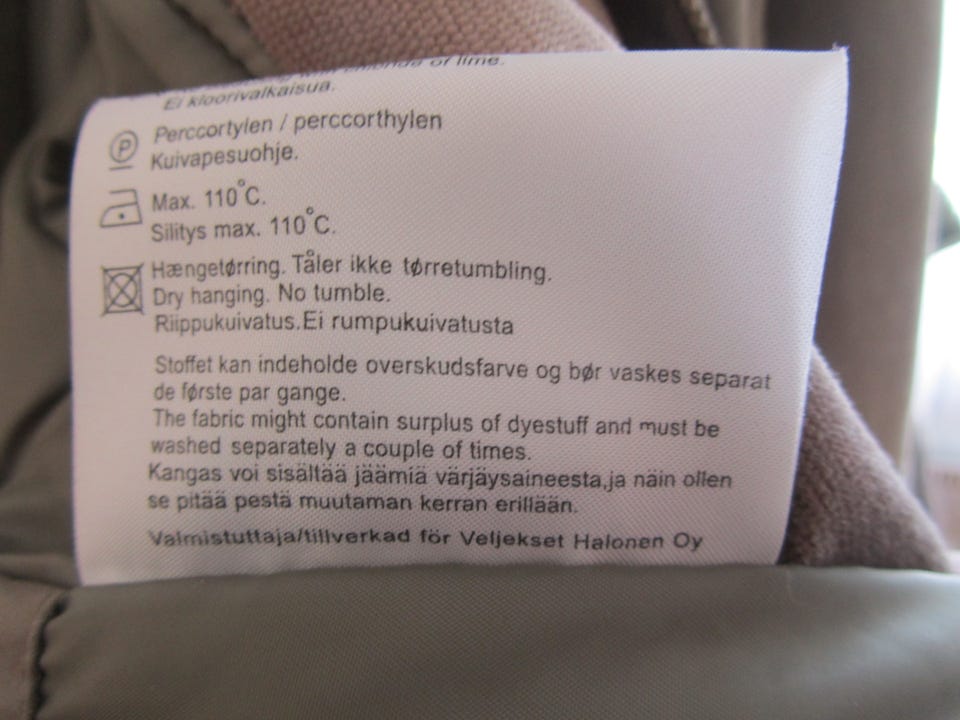 of lime.
Ei kloorivalkaisua.
P
Perccortylen / perccorthylen
Kuivapesuohje.
Max. 110°C.
Silitys max. 110°C.
Hængetørring. Tåler ikke tørretumbling.
Dry hanging. No tumble.
Riippukuivatus.Ei rumpukuivatusta
Stoffet kan indeholde overskudsfarve og bør vaskes separat
de første par gange.
The fabric might contain surplus of dyestuff and must be
washed separately a couple of times.
Kangas voi sisältää jäämiä värjäysaineesta,ja näin ollen
se pitää pestä muutaman kerran erillään.
Valmistuttaja/tillverkad för Veljekset Halonen Oy